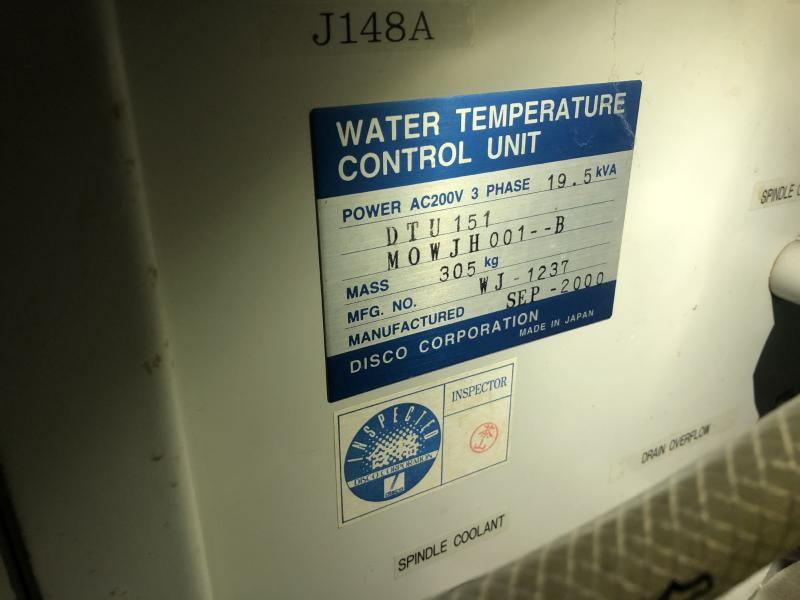 J148A
WATER TEMPERATURE
CONTROL UNIT
POWER AC200V 3 PHASE 19.5 kVA
DTU151
MOWJH001--B
MASS 305 kg
MFG. NO. WJ-1237
MANUFACTURED SEP-2000
DISCO CORPORATION MADE IN JAPAN
SPINDLE
INSPECTED
DISCO CORPORATION
DISCO
INSPECTOR
DRAIN OVERFLOW
SPINDLE COOLANT